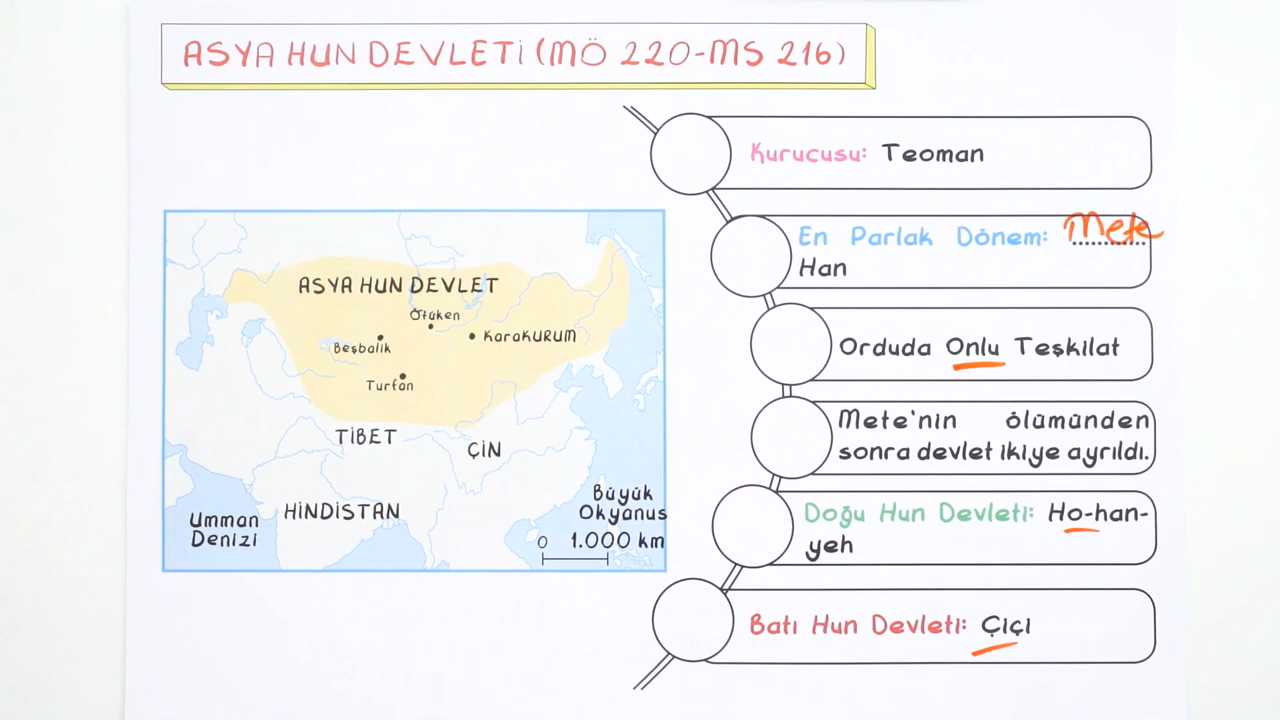 ASYA HUN DEVLETİ (MÖ 220-MS 216)
Kurucusu: Teoman
En Parlak Dönem: Mete
Han
Orduda Onlu Teşkilat
Mete'nin ölümünden
sonra devlet ikiye ayrıldı.
Doğu Hun Devleti: Ho-han-
yeh
Batı Hun Devleti: Çiçi
ASYA HUN DEVLET
Ötüken
KaraKURUM
Beşbalık
Turfan
TİBET
ÇİN
HİNDİSTAN
Umman
Denizi
Büyük
Okyanus
0 1.000 km